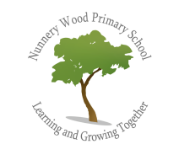 Nunnery Wood Primary School
Learning and Growing Together